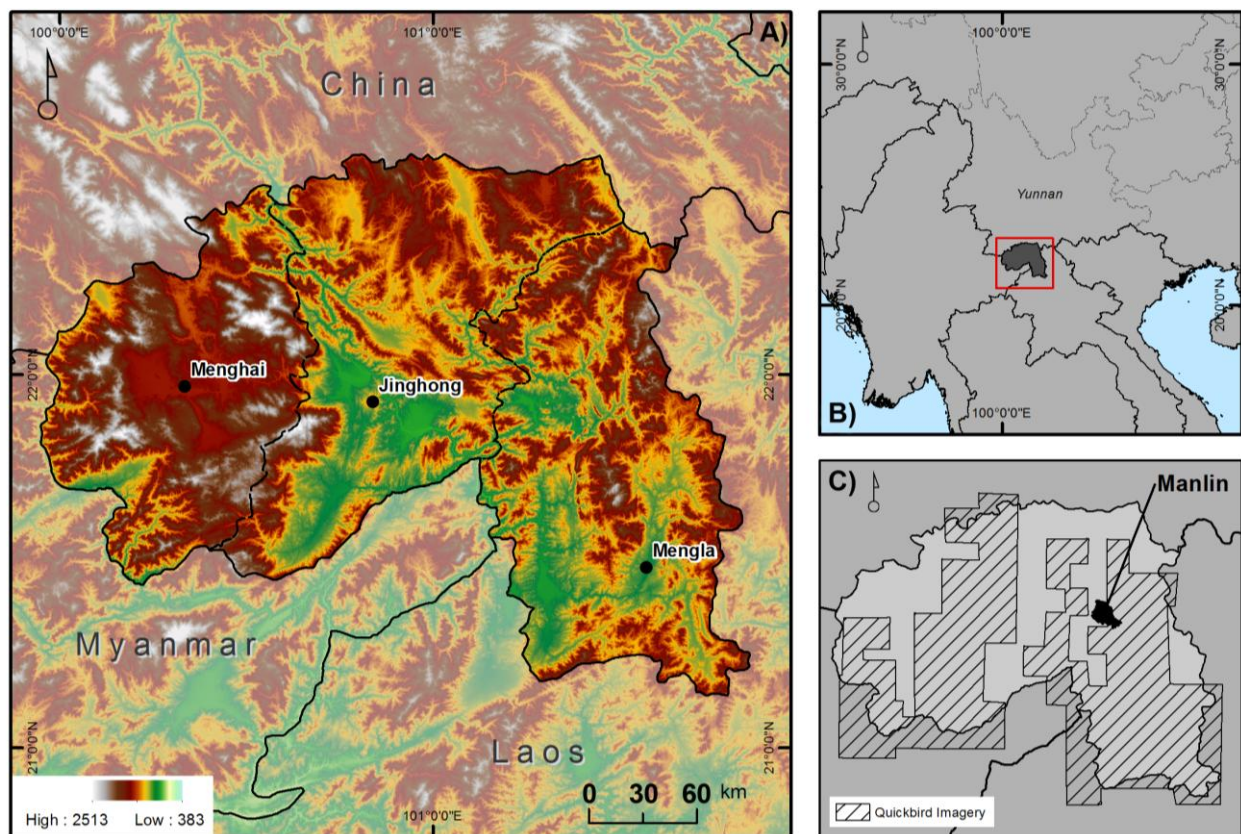 A)
100°0'0"E
101°0'0"E
China
22°0'0"N
22°0'0"N
Menghai
Jinghong
Mengla
Myanmar
Laos
21°0'0"N
21°0'0"N
High : 2513
Low : 383
0 30 60 km
101°0'0"E
100°0'0"E
30°0'0"N
30°0'0"N
Yunnan
20°0'0"N
20°0'0"N
B)
100°0'0"E
C)
Manlin
Quickbird Imagery